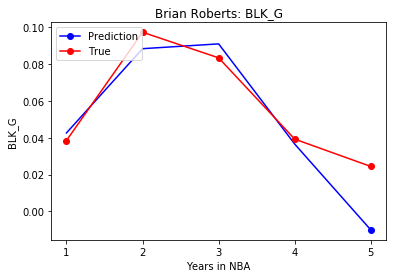 Brian Roberts: BLK_G
Prediction
True
BLK_G
0.10
0.08
0.06
0.04
0.02
0.00
1
2
3
4
5
Years in NBA